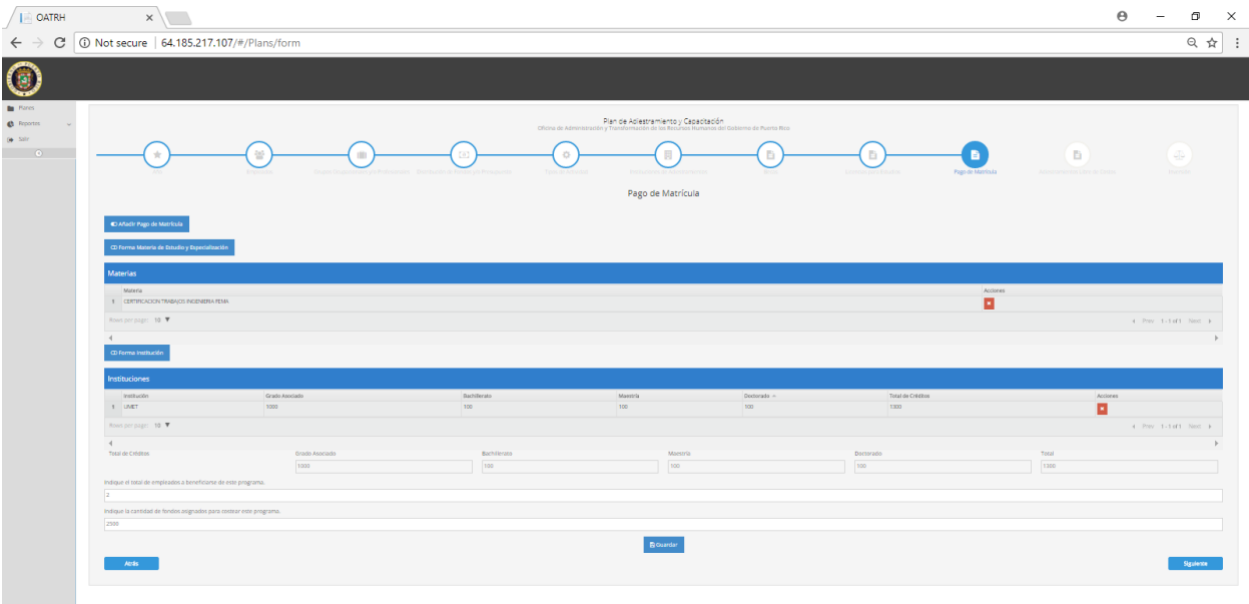 OATRH
Not secure | 64.185.217.107/#/Plans/form
Planes
Reportes
Salir
Plan de Adiestramiento y Capacitación
Oficina de Administración y Transformación de los Recursos Humanos del Gobierno de Puerto Rico
Pago de Matrícula
Pago de Matrícula
Añadir Pago de Matrícula
Forma Materia de Estudio y Especialización
Materias
Materia Acciones
1 CERTIFICACION TRABAJOS INGENIERIA FEMA
Rows per page: 10 Prev 1-1 of 1 Next
Forma Institución
Instituciones
Institución Grado Asociado Bachillerato Maestría Doctorado Total de Créditos Acciones
1 UMET 1000 100 100 100 1300
Rows per page: 10 Prev 1-1 of 1 Next
Total de Créditos Grado Asociado Bachillerato Maestría Doctorado Total
1000 100 100 100 1300
Indique el total de empleados a beneficiarse de este programa.
2
Indique la cantidad de fondos asignados para costear este programa.
2500
Guardar
Atrás Siguiente